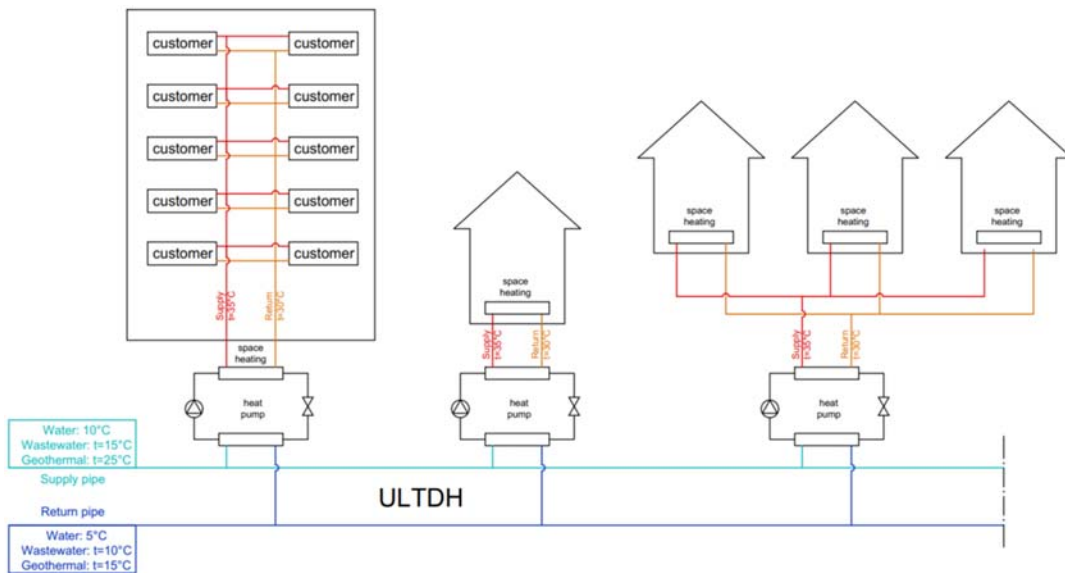 customer customer
customer customer
customer customer
customer customer
customer customer
Supply
t=35°C
Return
t=30°C
space
heating
heat
pump
space
heating
Supply
t=35°C
Return
t=30°C
heat
pump
space
heating
space
heating
space
heating
Supply
t=35°C
Return
t=30°C
heat
pump
Water: 10°C
Wastewater: t=15°C
Geothermal: t=25°C
Supply pipe
ULTDH
Return pipe
Water: 5°C
Wastewater: t=10°C
Geothermal: t=15°C